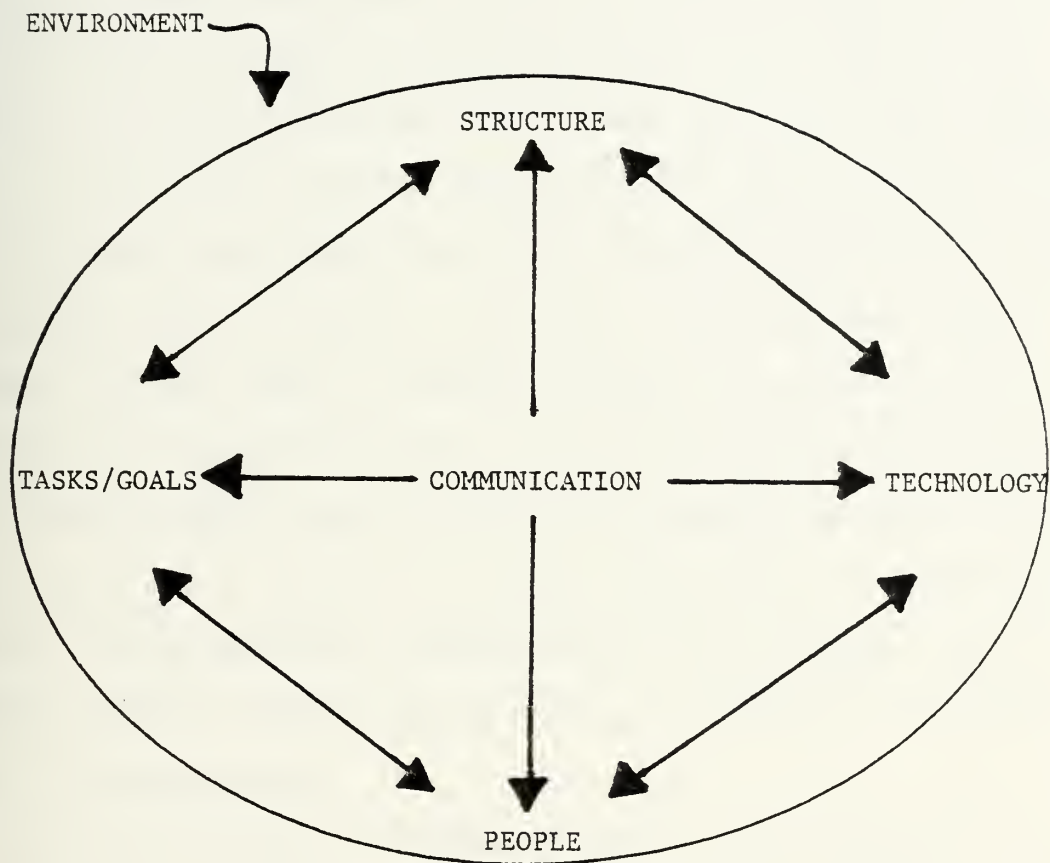 ENVIRONMENT
STRUCTURE
TASKS/GOALS
COMMUNICATION
TECHNOLOGY
PEOPLE